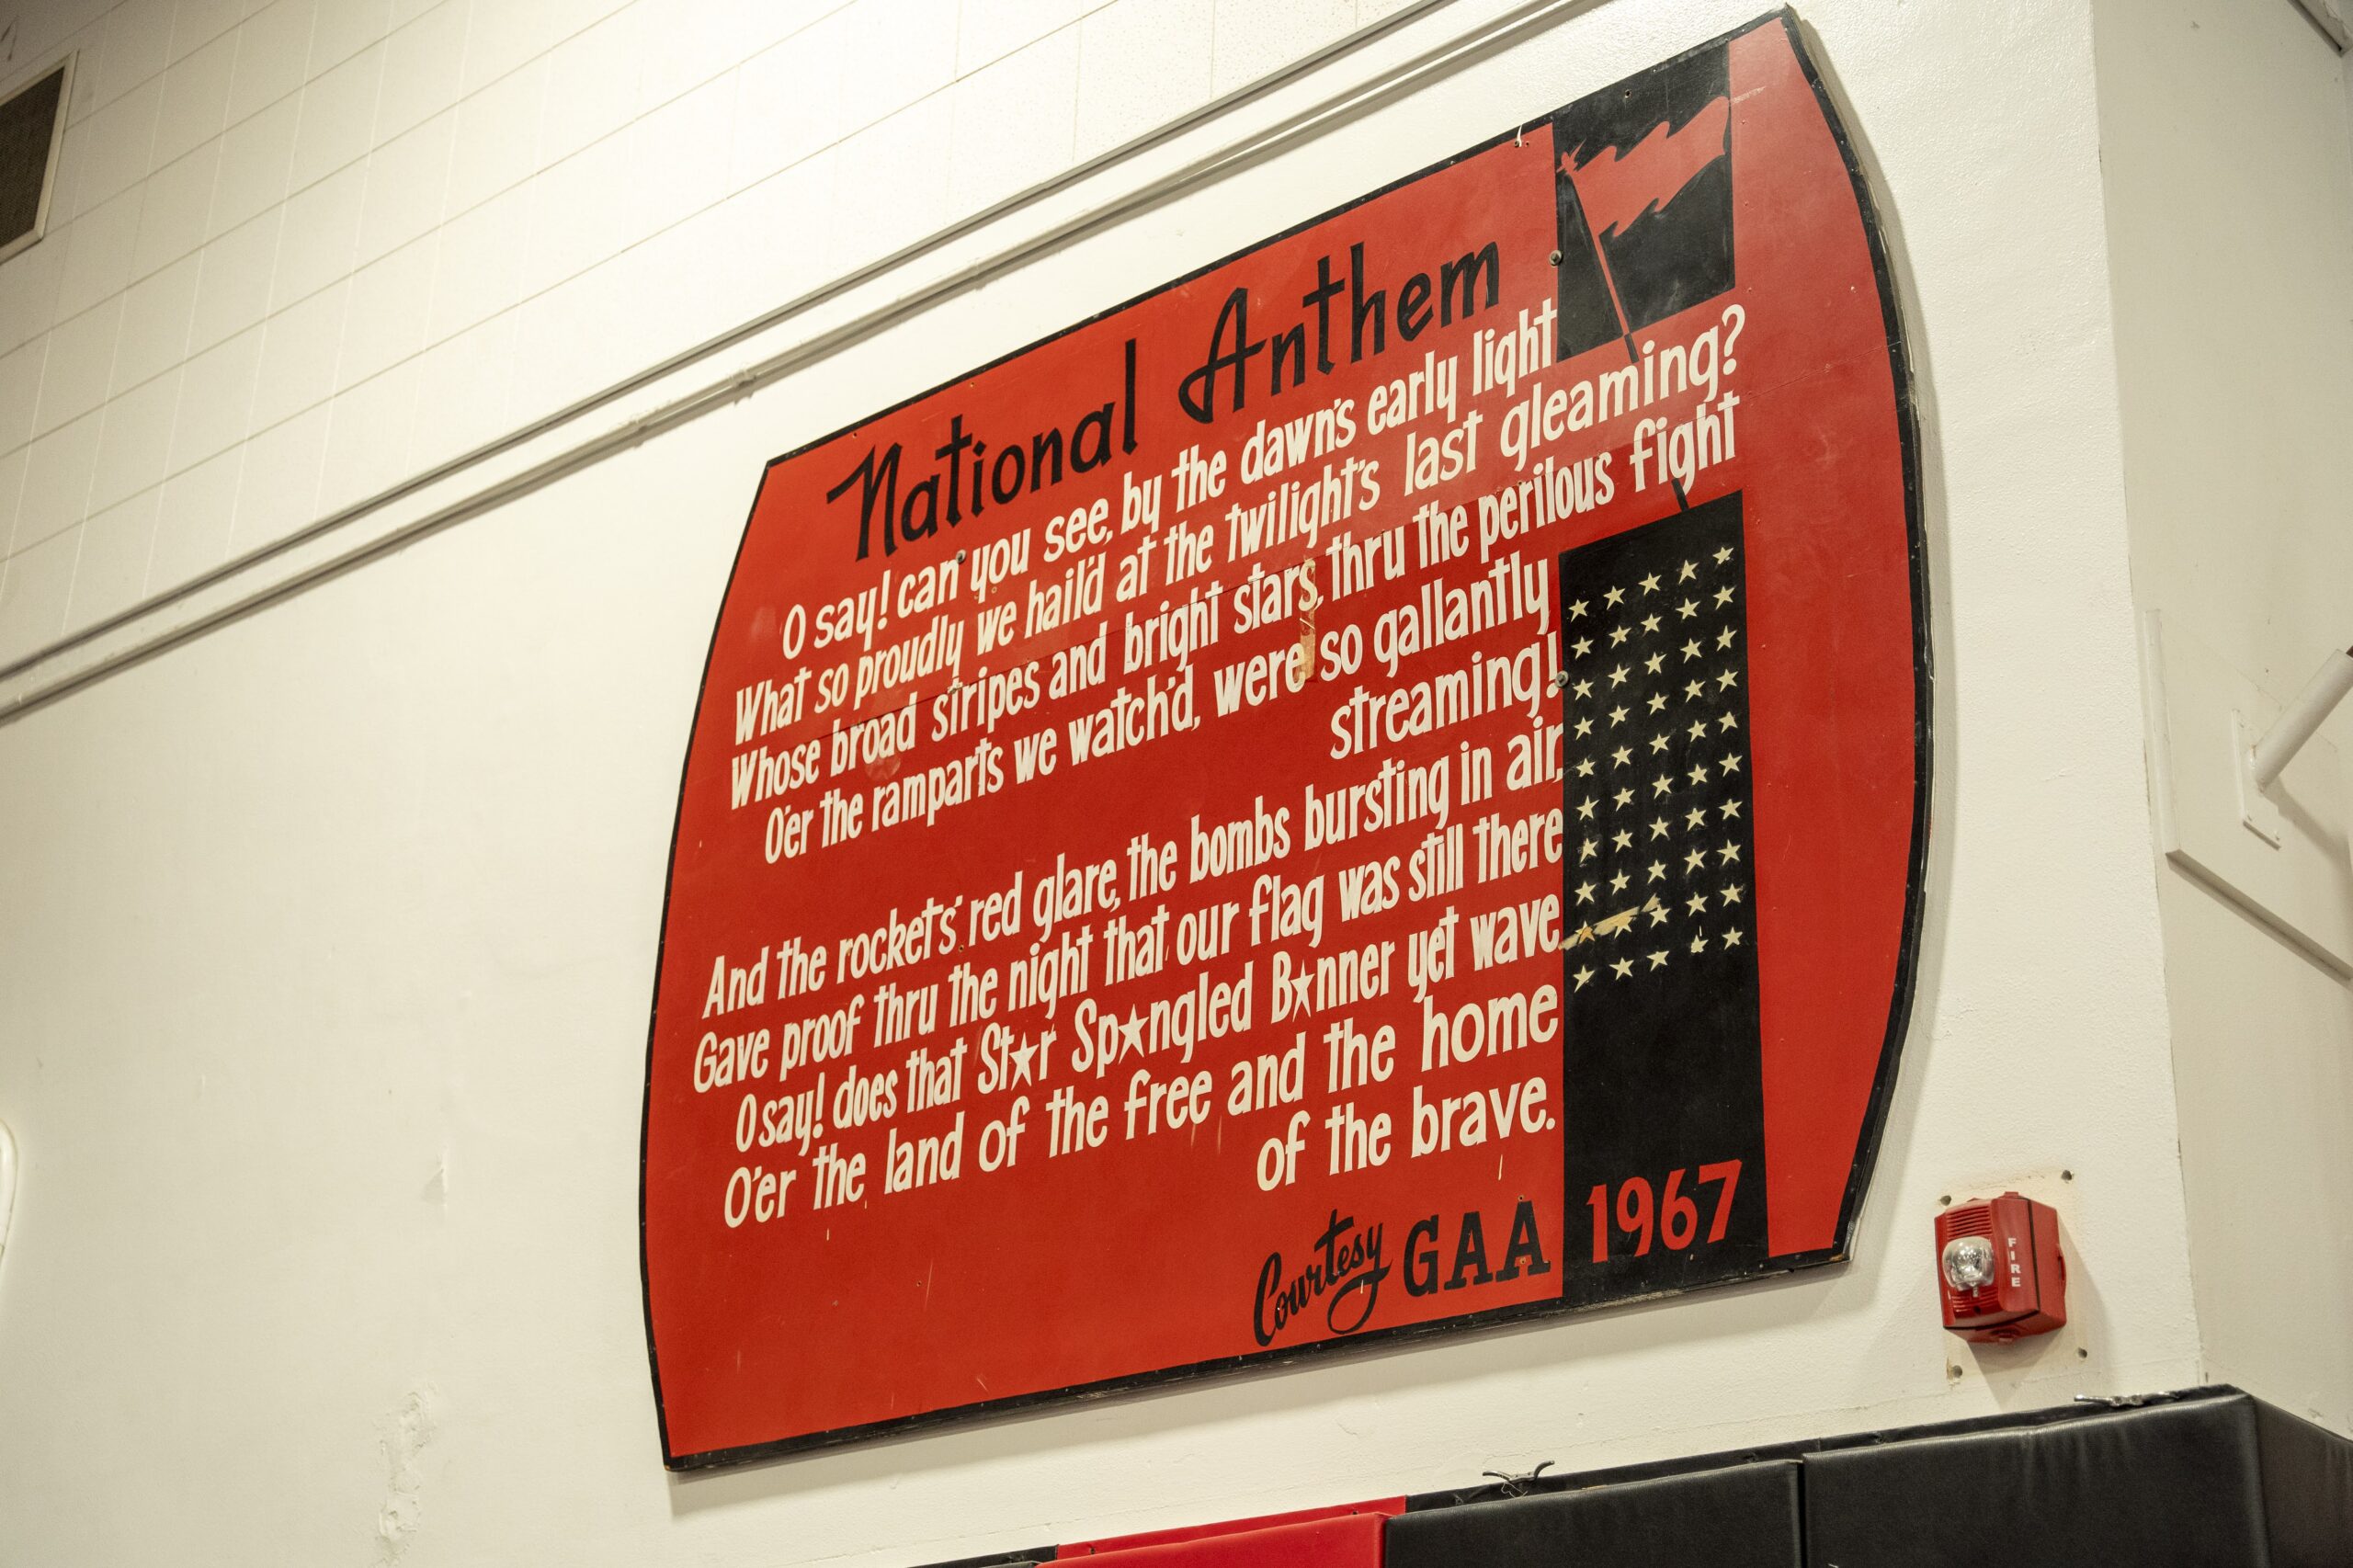 National Anthem
O say! can you see, by the dawn's early light
What so proudly we hail'd at the twilight's last gleaming?
Whose broad stripes and bright stars, thru the perilous fight
O'er the ramparts we watch'd, were so gallantly
streaming!
And the rockets' red glare, the bombs bursting in air,
Gave proof thru the night that our flag was still there
O say! does that St★r Sp★ngled B★nner yet wave
O'er the land of the free and the home
of the brave.
Courtesy GAA 1967
FIRE